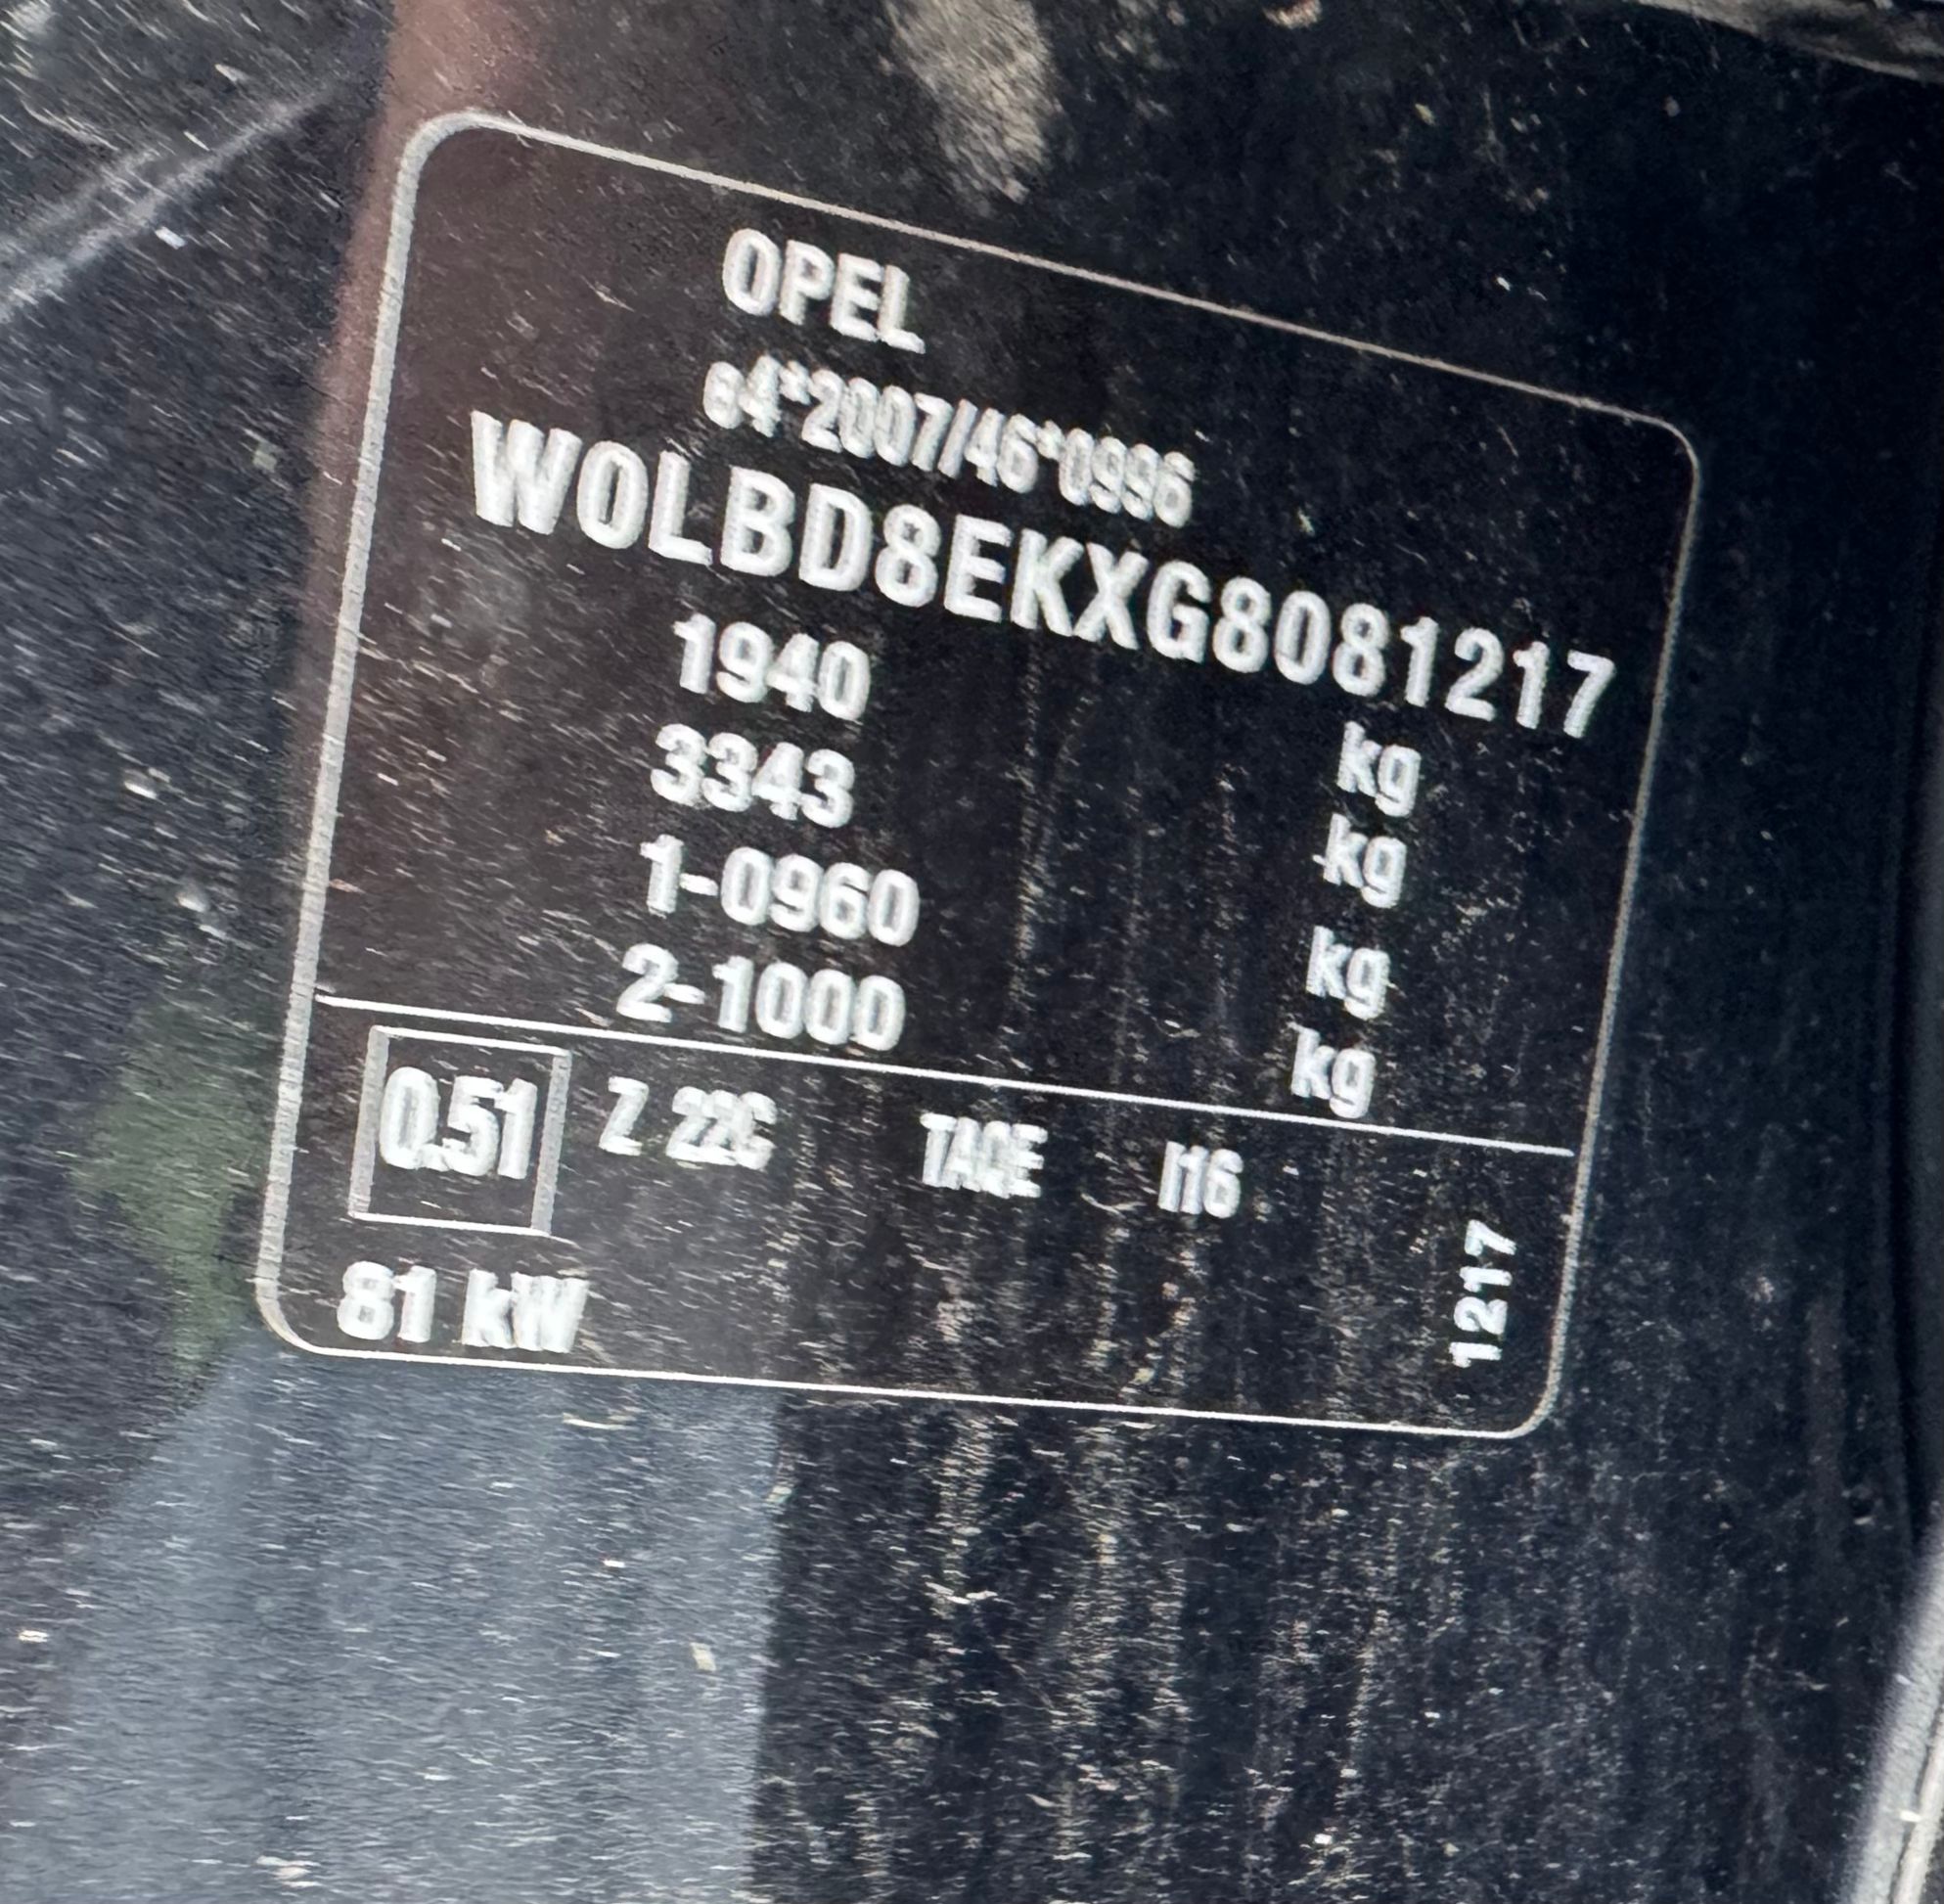 OPEL
e4*2007/46*0996
W0LBD8EKXG8081217
1940 kg
3343 kg
1-0960 kg
2-1000 kg
0.51 Z 22C TAQE I16
81 kW
1217